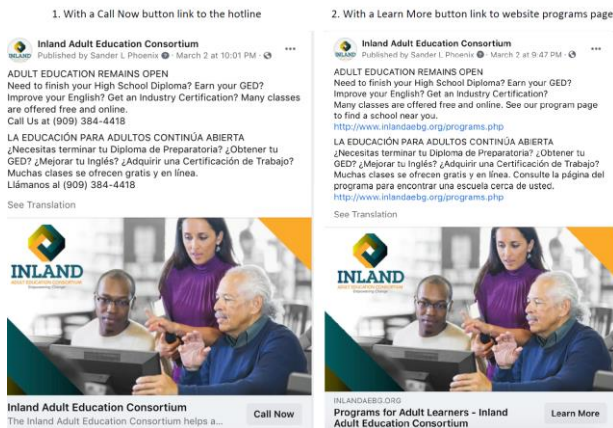 1. With a Call Now button link to the hotline
Inland Adult Education Consortium
Published by Sander L Phoenix · March 2 at 10:01 PM ·
ADULT EDUCATION REMAINS OPEN
Need to finish your High School Diploma? Earn your GED?
Improve your English? Get an Industry Certification? Many classes
are offered free and online.
Call Us at (909) 384-4418
LA EDUCACIÓN PARA ADULTOS CONTINÚA ABIERTA
¿Necesitas terminar tu Diploma de Preparatoria? ¿Obtener tu
GED? ¿Mejorar tu Inglés? ¿Adquirir una Certificación de Trabajo?
Muchas clases se ofrecen gratis y en línea.
Llámanos al (909) 384-4418
See Translation
INLAND
ADULT EDUCATION CONSORTIUM
Empowering Change
Inland Adult Education Consortium
The Inland Adult Education Consortium helps a...
Call Now
2. With a Learn More button link to website programs page
Inland Adult Education Consortium
Published by Sander L Phoenix · March 2 at 9:47 PM ·
ADULT EDUCATION REMAINS OPEN
Need to finish your High School Diploma? Earn your GED?
Improve your English? Get an Industry Certification?
Many classes are offered free and online. See our program page
to find a school near you.
http://www.inlandaebg.org/programs.php
LA EDUCACIÓN PARA ADULTOS CONTINÚA ABIERTA
¿Necesitas terminar tu Diploma de Preparatoria? ¿Obtener tu
GED? ¿Mejorar tu Inglés? ¿Adquirir una Certificación de Trabajo?
Muchas clases se ofrecen gratis y en línea. Consulte la página del
programa para encontrar una escuela cerca de usted.
http://www.inlandaebg.org/programs.php
See Translation
INLAND
ADULT EDUCATION CONSORTIUM
Empowering Change
INLANDAEBG.ORG
Programs for Adult Learners - Inland
Adult Education Consortium
Learn More